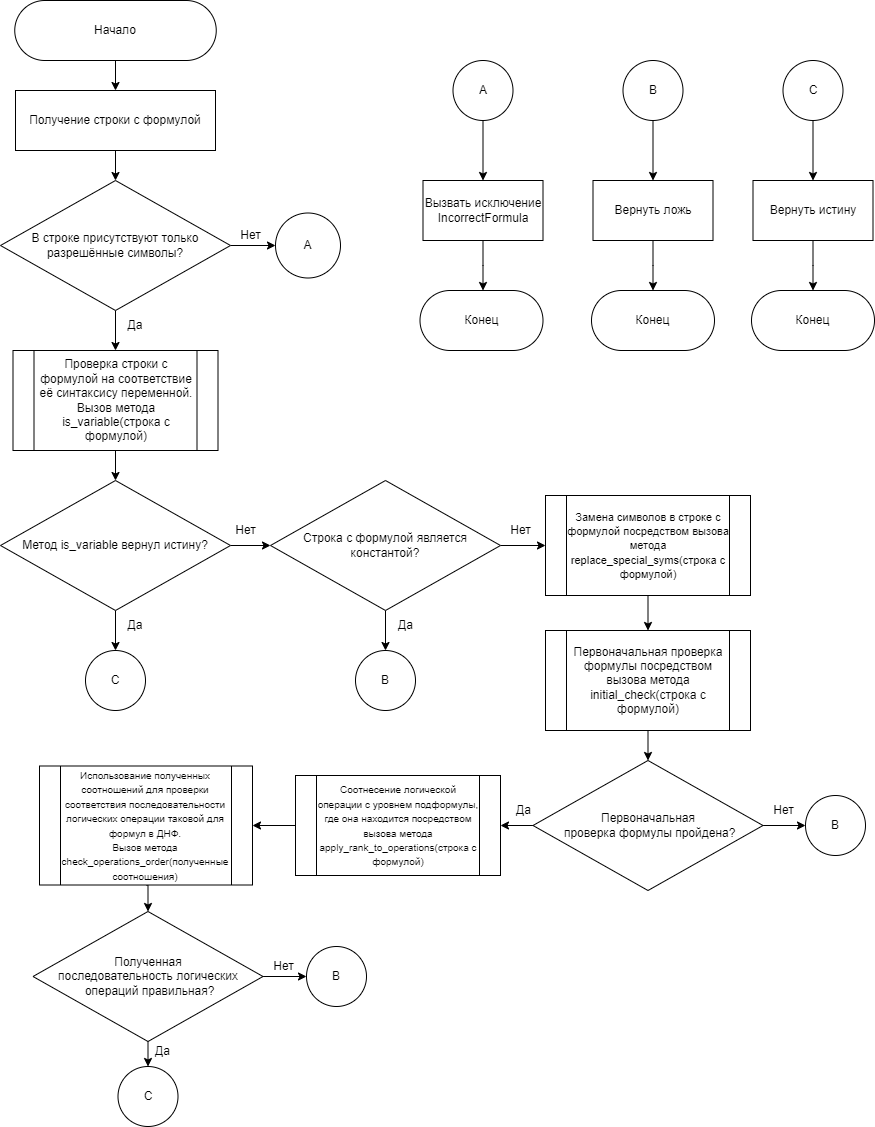 Начало
Получение строки с формулой
В строке присутствуют только
разрешённые символы?
Нет
A
Да
A
Вызвать исключение
IncorrectFormula
Конец
B
Вернуть ложь
Конец
C
Вернуть истину
Конец
Проверка строки с
формулой на соответствие
её синтаксису переменной.
Вызов метода
is_variable(строка с
формулой)
Метод is_variable вернул истину?
Нет
Да
C
Строка с формулой является
константой?
Нет
Да
B
Замена символов в строке с
формулой посредством вызова
метода
replace_special_syms(строка с
формулой)
Первоначальная проверка
формулы посредством
вызова метода
initial_check(строка с
формулой)
Первоначальная
проверка формулы пройдена?
Нет
B
Да
Соотнесение логической
операции с уровнем подформулы,
где она находится посредством
вызова метода
apply_rank_to_operations(строка с
формулой)
Использование полученных
соотношений для проверки
соответствия последовательности
логических операции таковой для
формул в ДНФ.
Вызов метода
check_operations_order(полученные
соотношения)
Полученная
последовательность логических
операций правильная?
Нет
B
Да
C